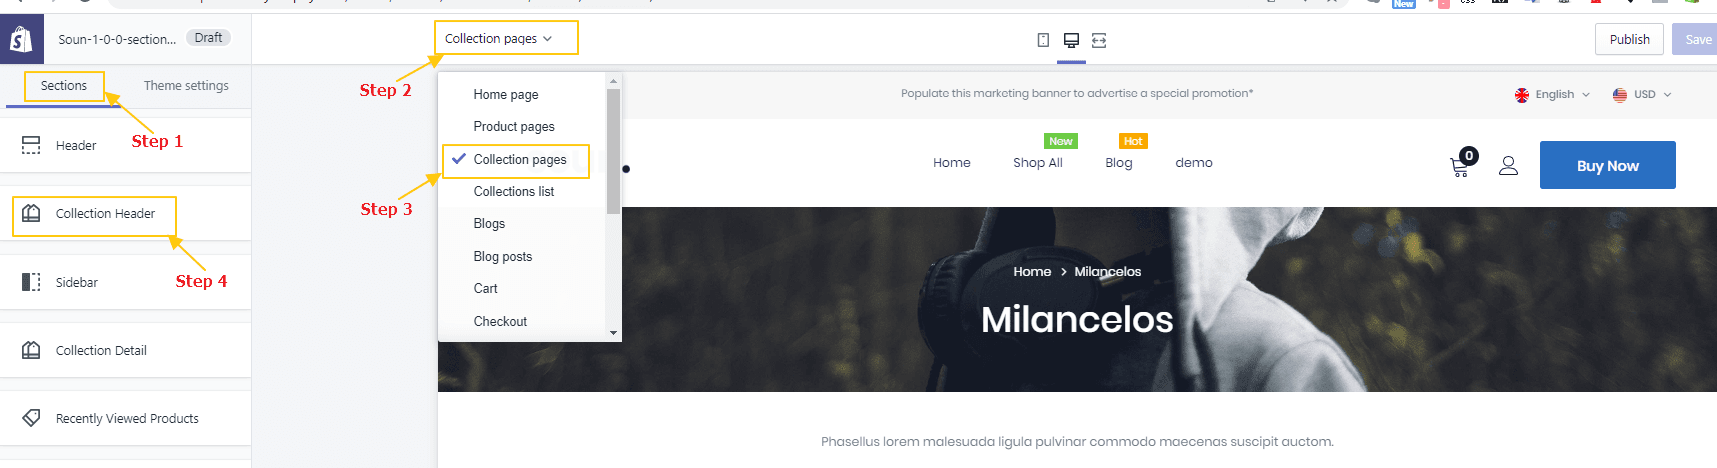 New
Soun-1-0-0-section...
Draft
Collection pages
Publish
Save
Sections
Theme settings
Step 1
Step 2
Header
Collection Header
Step 4
Sidebar
Collection Detail
Recently Viewed Products
Home page
Product pages
Collection pages
Step 3
Collections list
Blogs
Blog posts
Cart
Checkout
Populate this marketing banner to advertise a special promotion*
English
USD
New
Hot
Home
Shop All
Blog
demo
0
Buy Now
Home > Milancelos
Milancelos
Phasellus lorem malesuada ligula pulvinar commodo maecenas suscipit auctom.